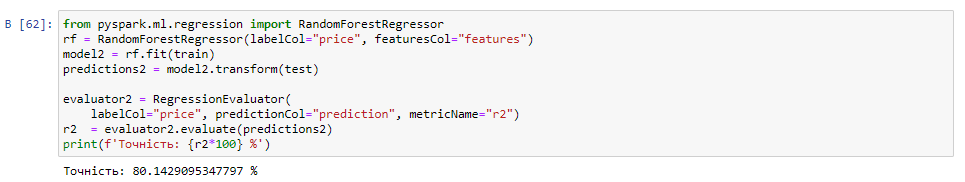 В [62]: from pyspark.ml.regression import RandomForestRegressor
rf = RandomForestRegressor(labelCol="price", featuresCol="features")
model2 = rf.fit(train)
predictions2 = model2.transform(test)
evaluator2 = RegressionEvaluator(
labelCol="price", predictionCol="prediction", metricName="r2")
r2  = evaluator2.evaluate(predictions2)
print(f'Точність: {r2*100} %')
Точність: 80.1429095347797 %